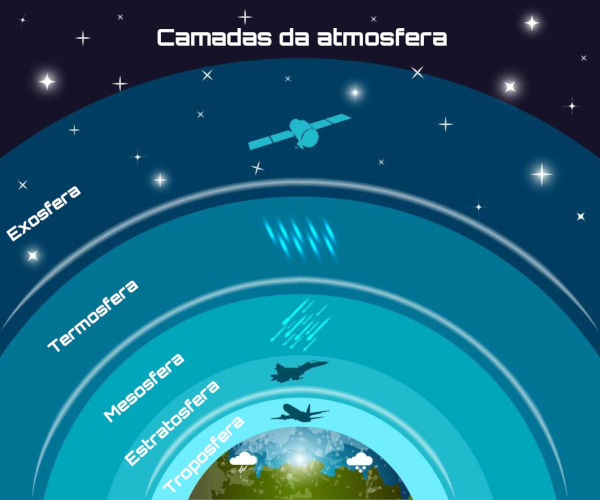 Camadas da atmosfera
Exosfera
Termosfera
Mesosfera
Estratosfera
Troposfera